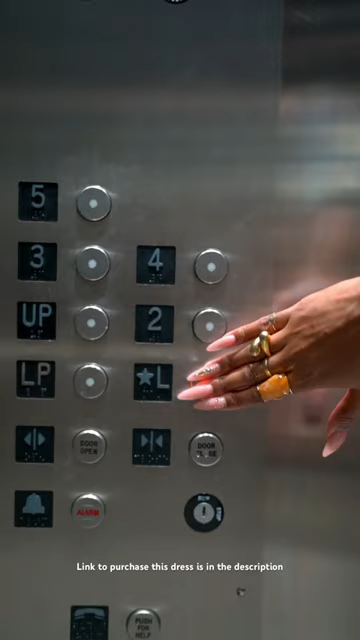 5
3 4
UP 2
LP ★L
DOOR OPEN DOOR
ALARM RUN
PUSH FOR HELP
Link to purchase this dress is in the description